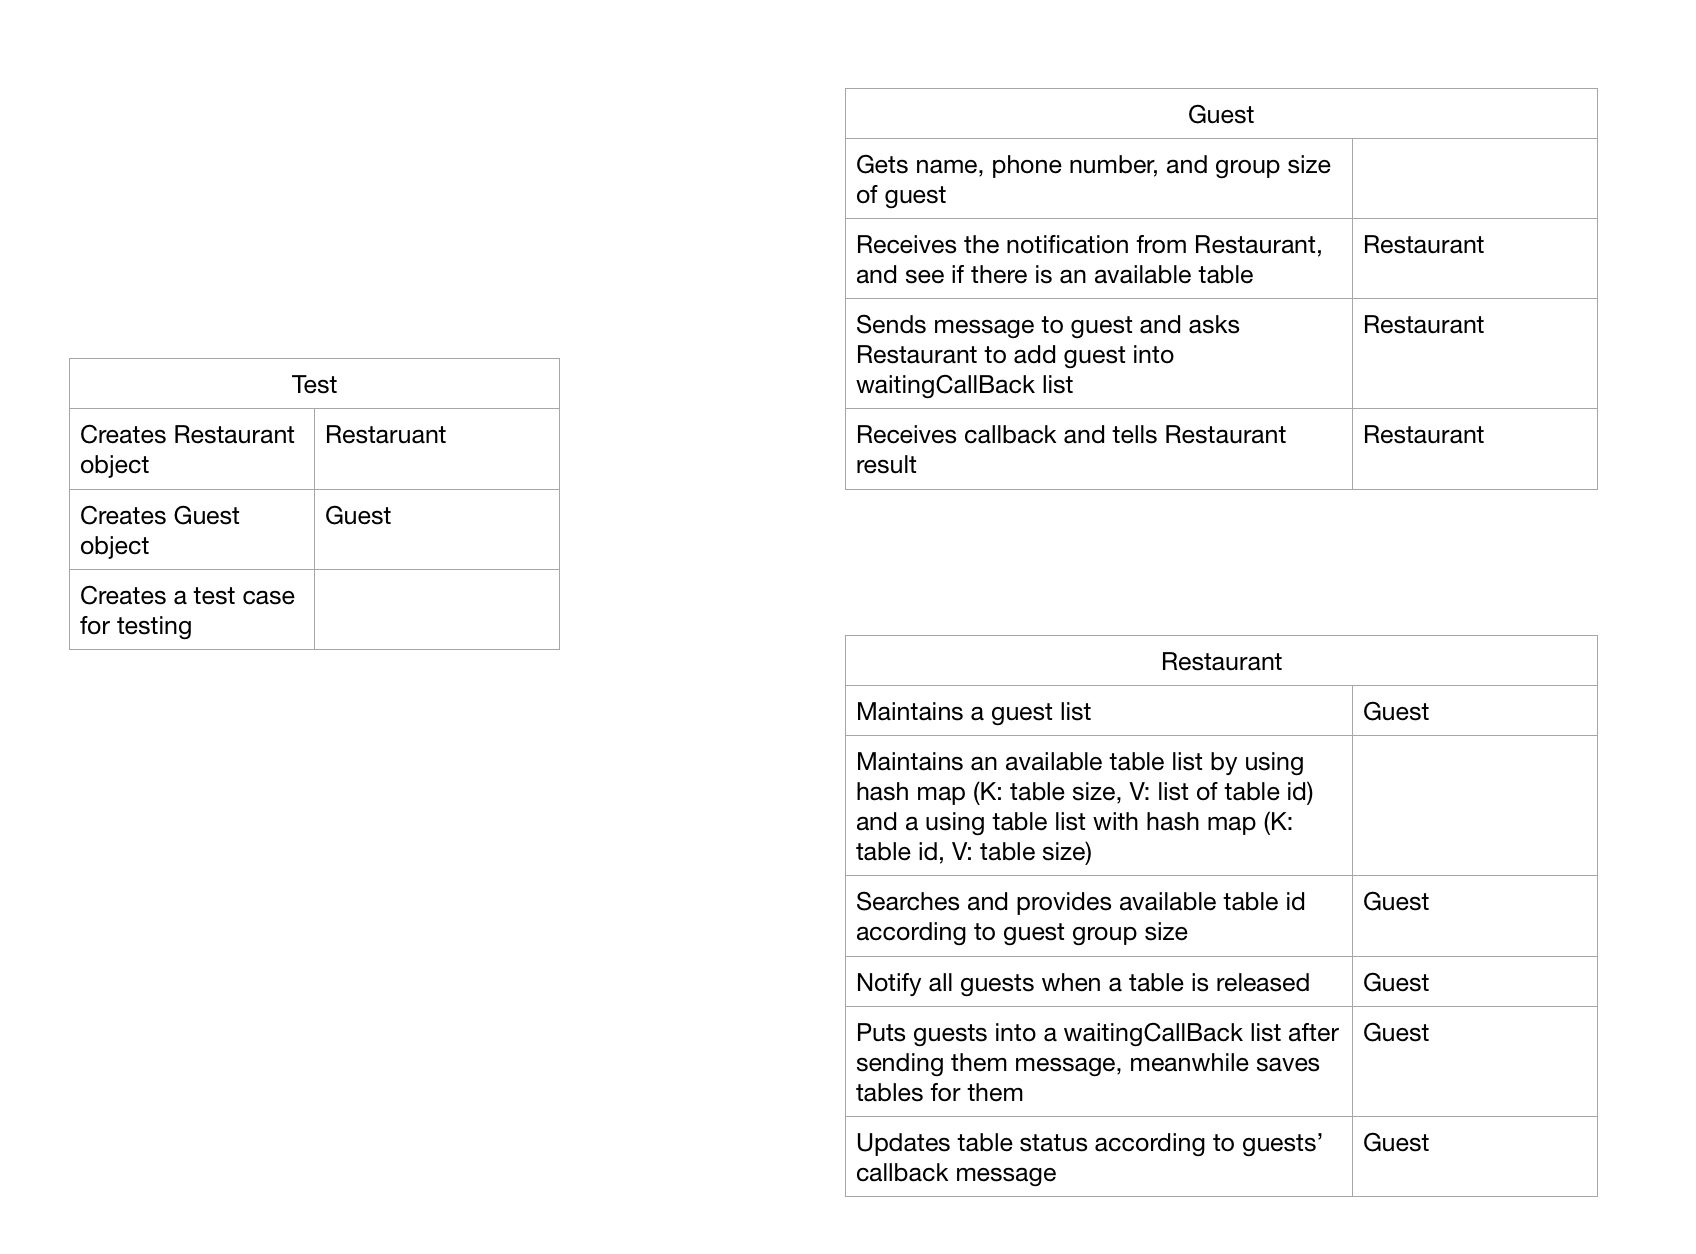 Test
Creates Restaurant
object
Restaruant
Creates Guest
object
Guest
Creates a test case
for testing
Guest
Gets name, phone number, and group size
of guest
Receives the notification from Restaurant,
and see if there is an available table
Restaurant
Sends message to guest and asks
Restaurant to add guest into
waitingCallBack list
Restaurant
Receives callback and tells Restaurant
result
Restaurant
Restaurant
Maintains a guest list
Guest
Maintains an available table list by using
hash map (K: table size, V: list of table id)
and a using table list with hash map (K:
table id, V: table size)
Searches and provides available table id
according to guest group size
Guest
Notify all guests when a table is released
Guest
Puts guests into a waitingCallBack list after
sending them message, meanwhile saves
tables for them
Guest
Updates table status according to guests’
callback message
Guest